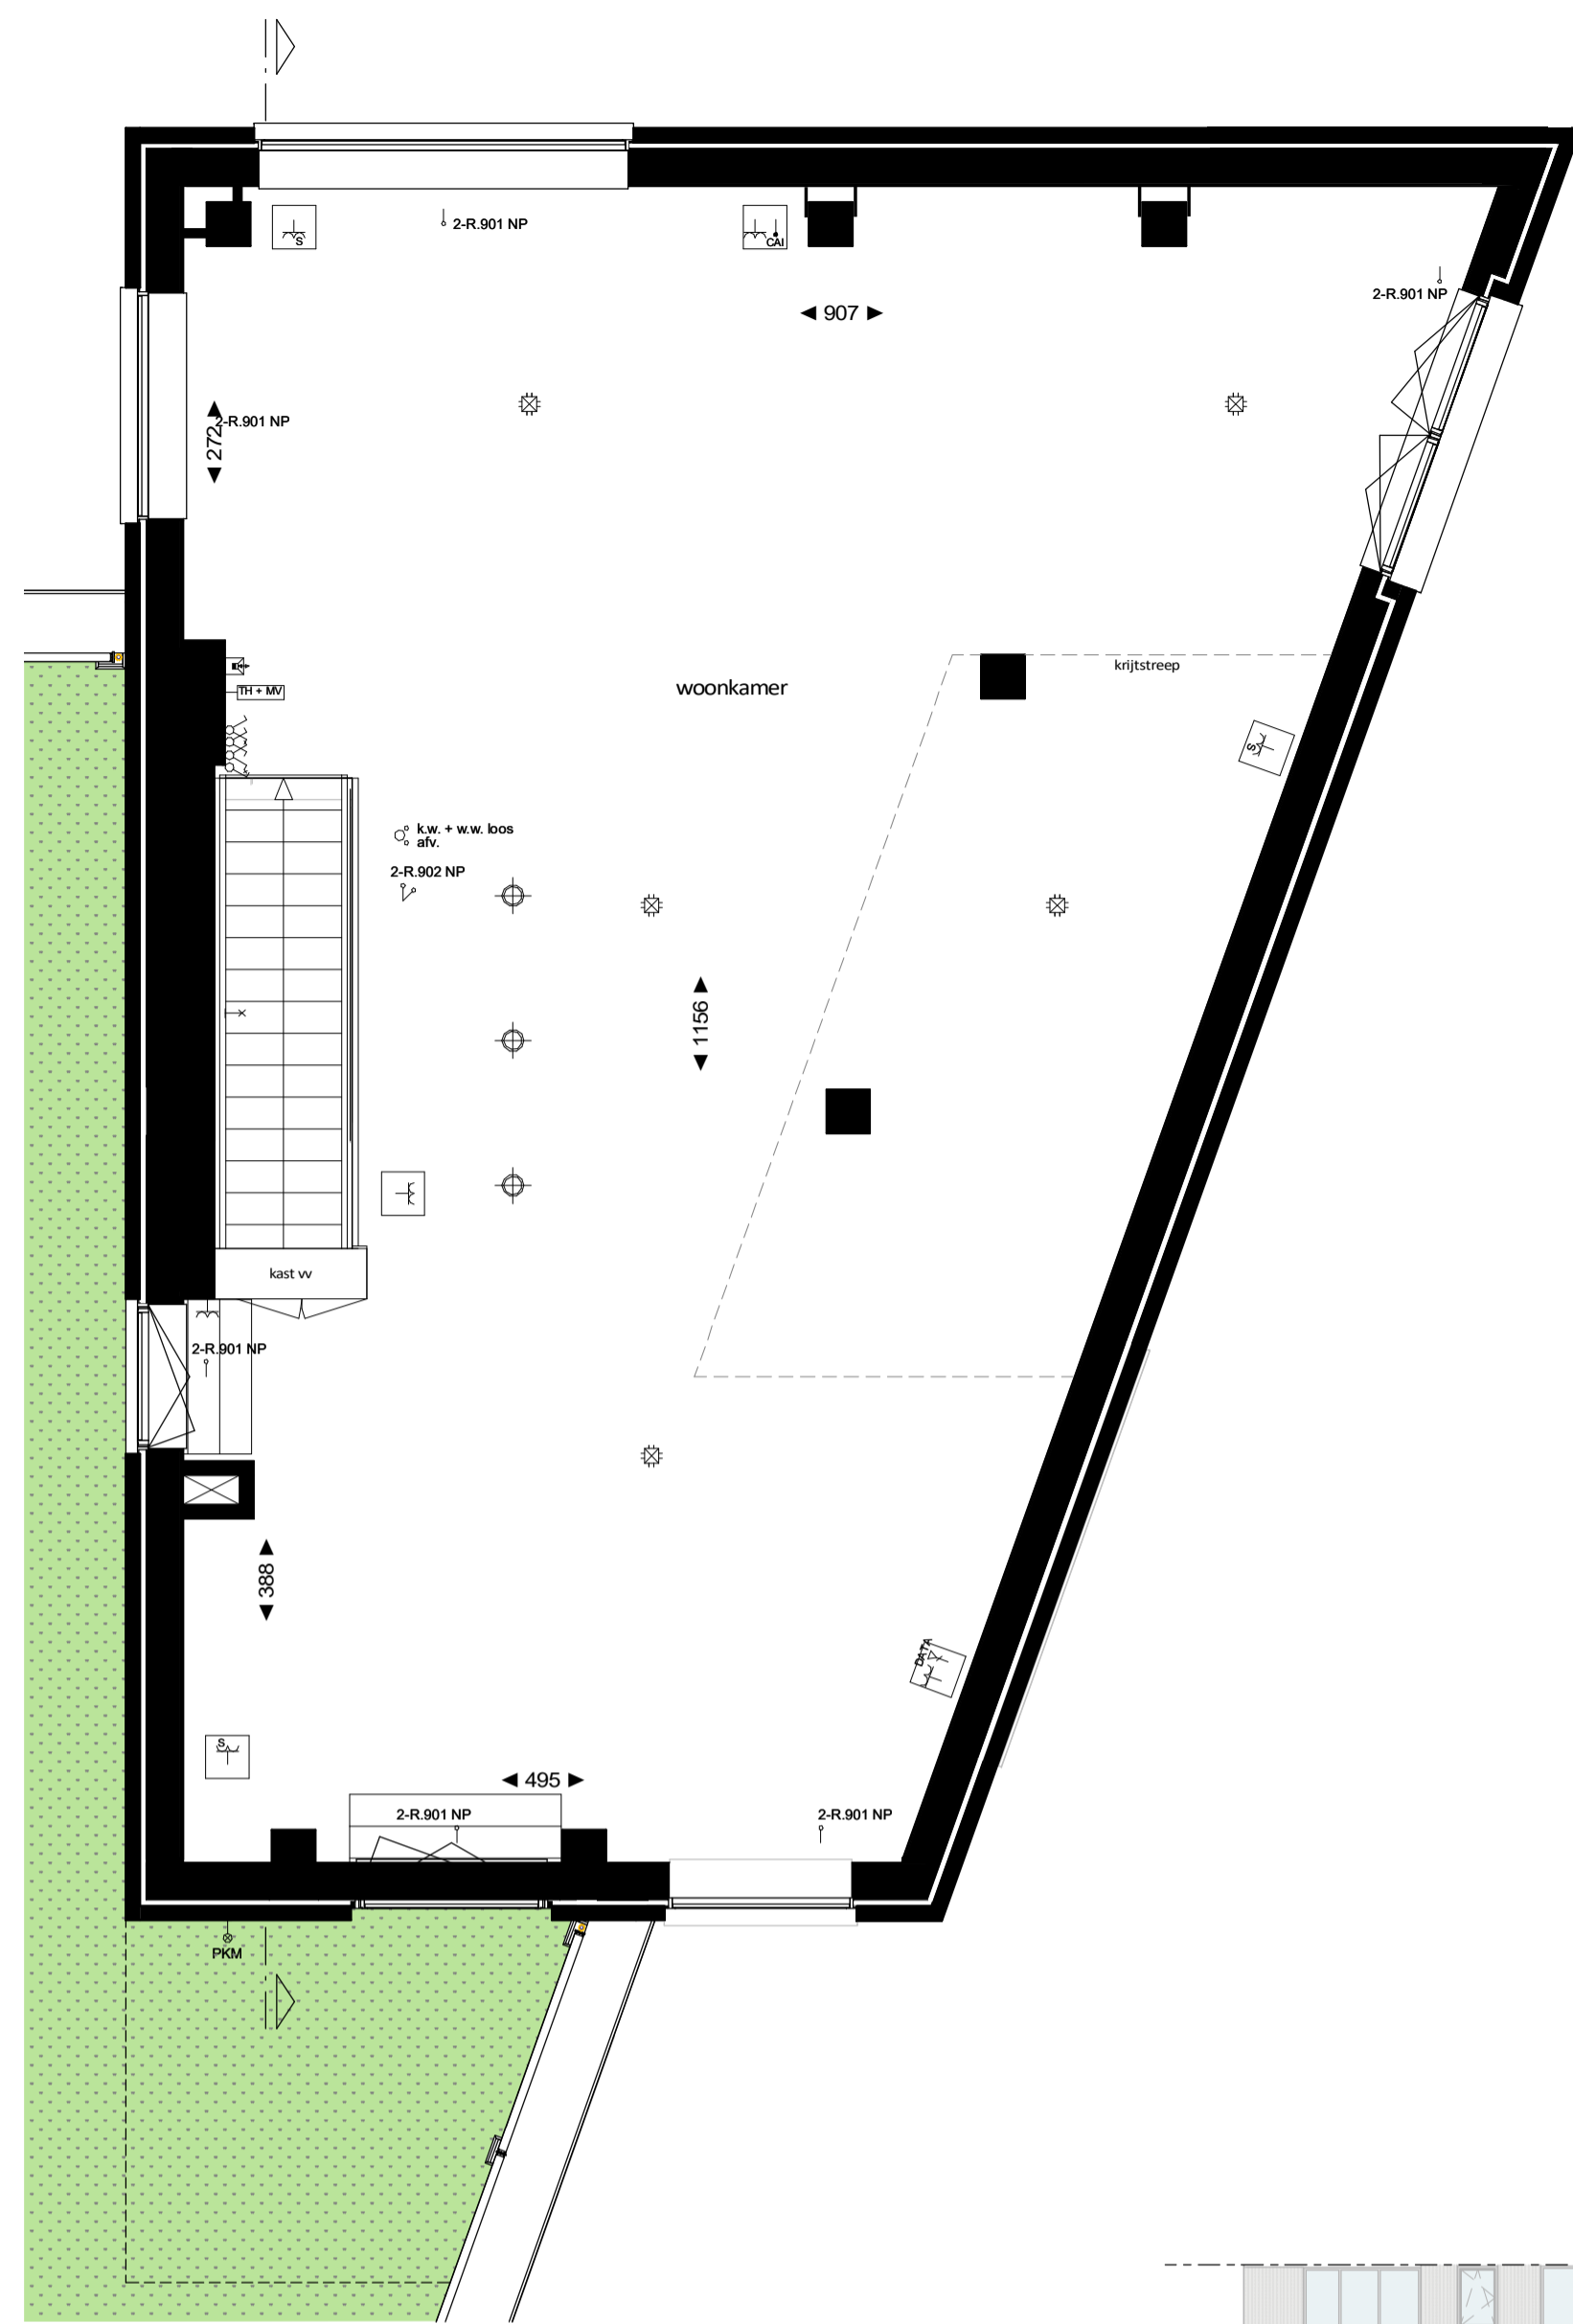 2-R.901 NP
S
CAI
2-R.901 NP
907
2-R.901 NP
272
krijtstreep
woonkamer
TH + MV
S
k.w. + w.w. loos
afv.
2-R.902 NP
1156
kast vv
2-R.901 NP
388
DATA
S
495
2-R.901 NP
2-R.901 NP
PKM